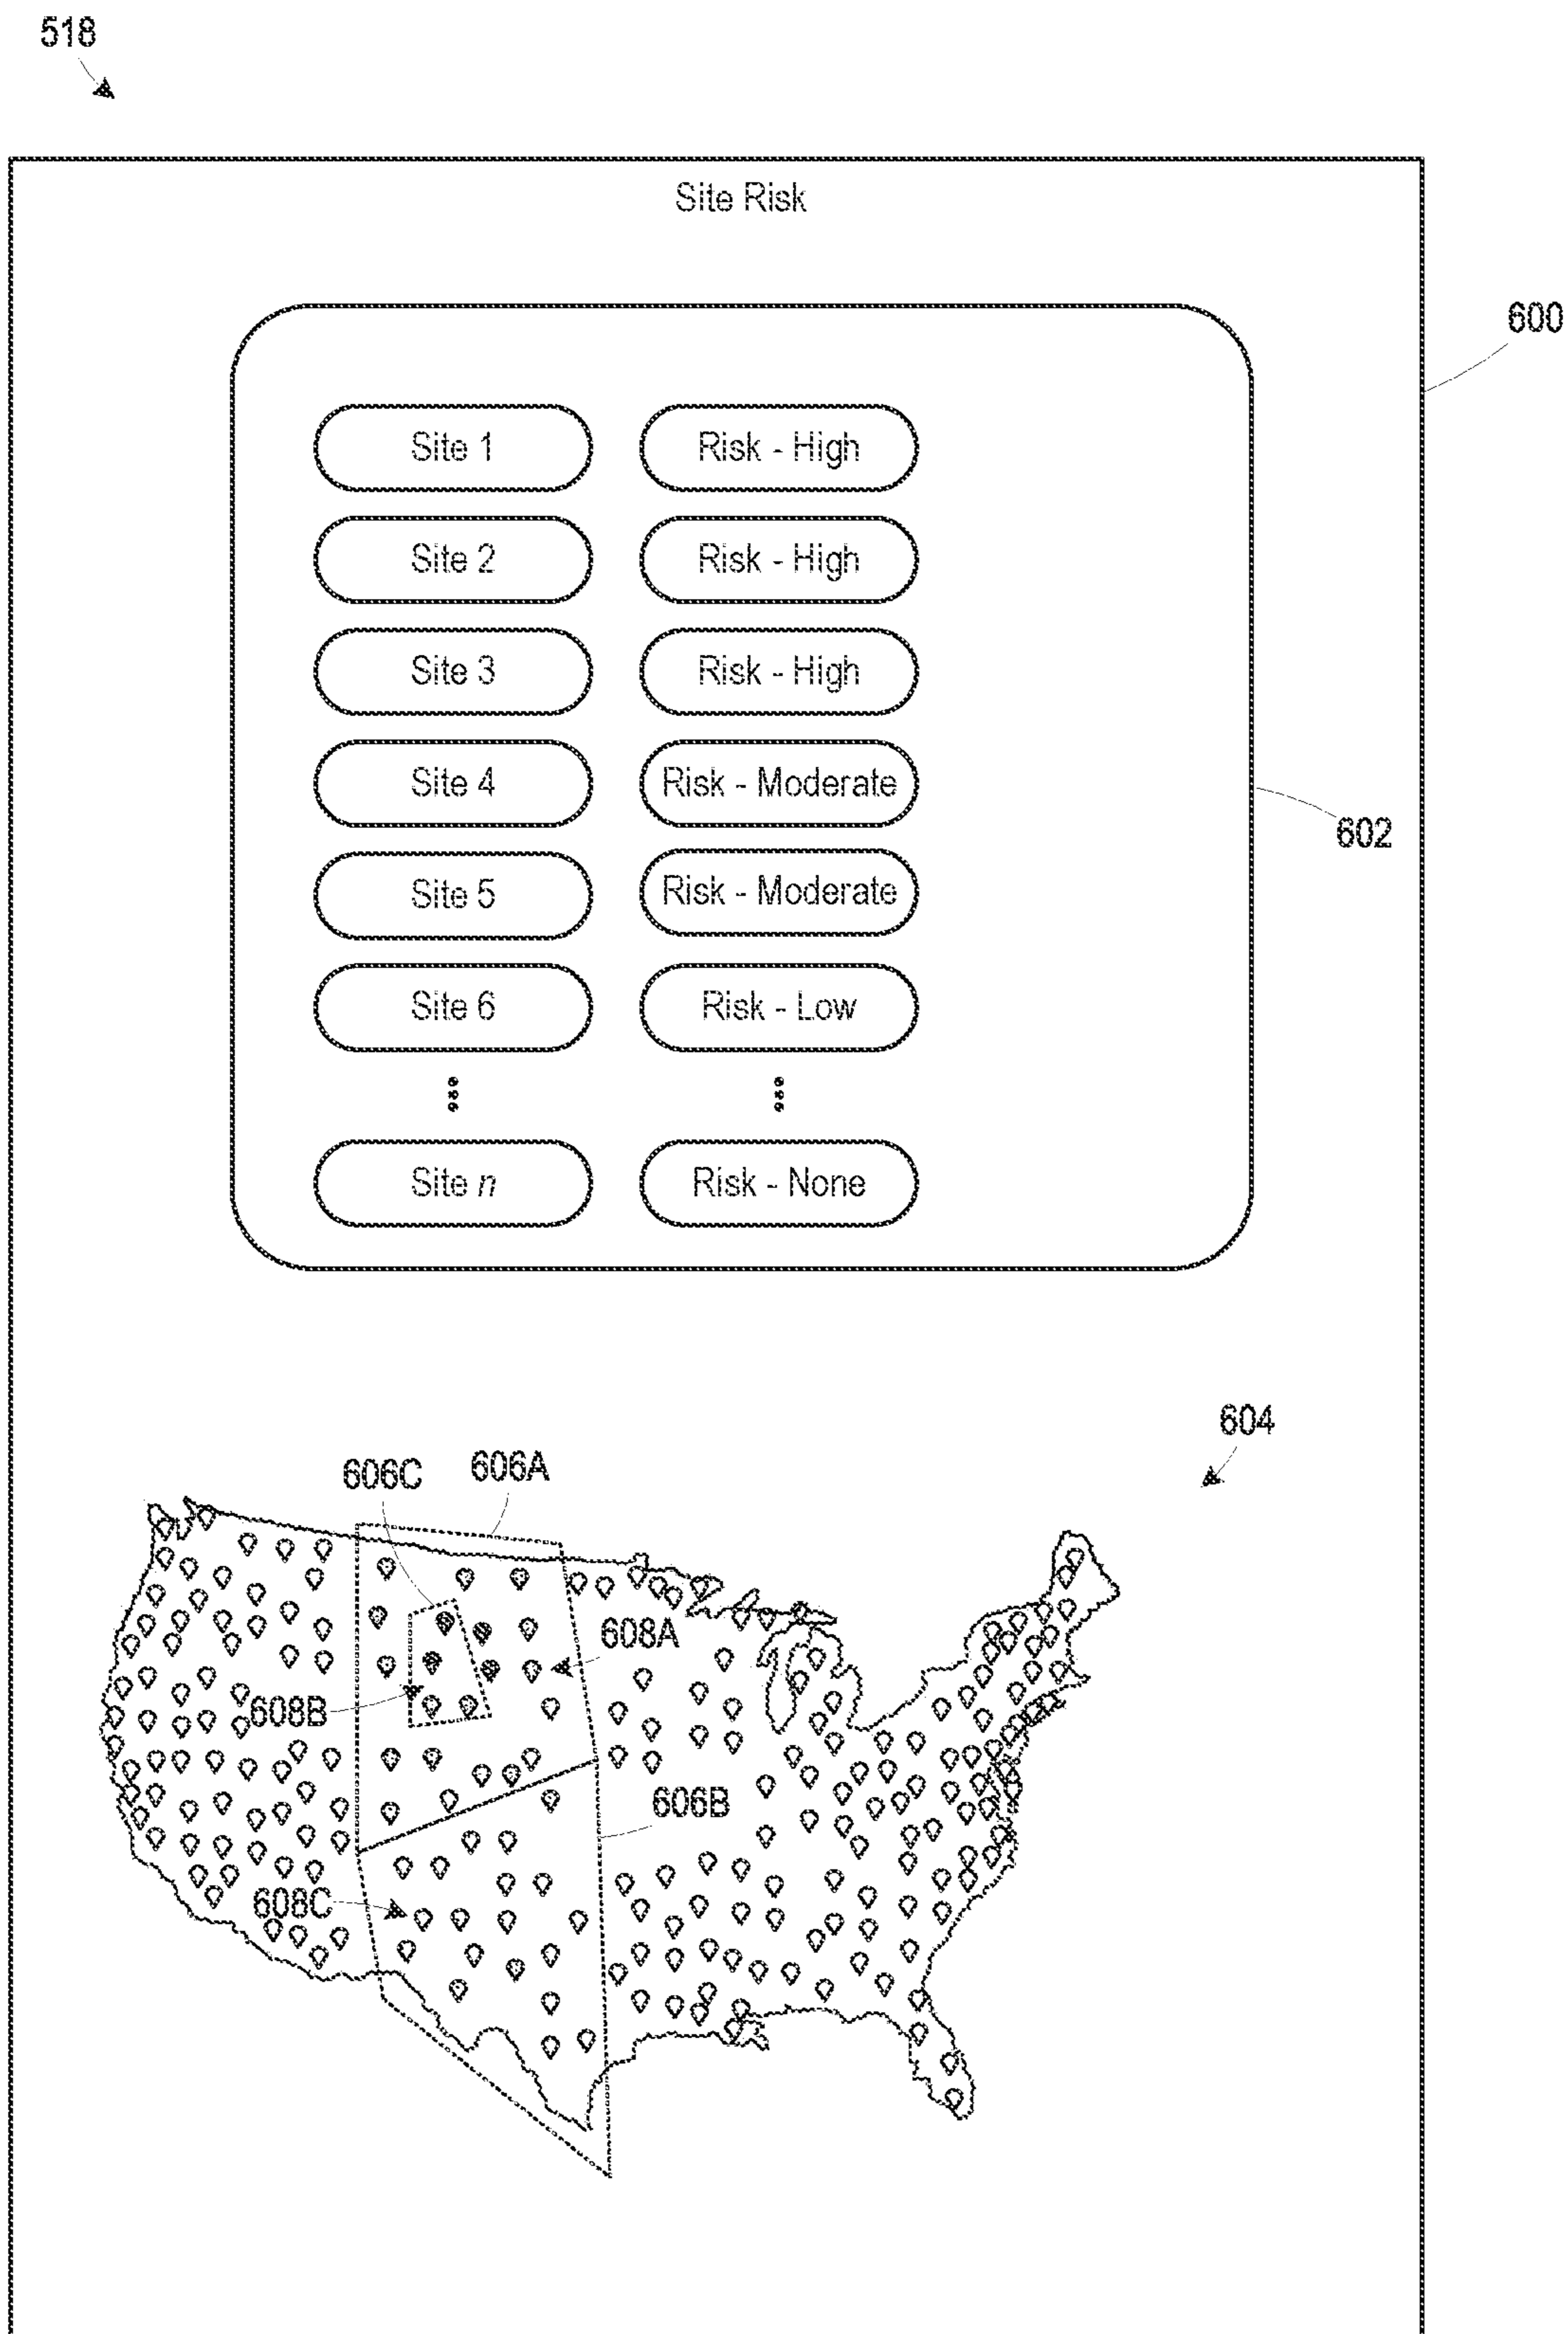 518
Site Risk
600
Site 1 Risk - High
Site 2 Risk - High
Site 3 Risk - High
Site 4 Risk - Moderate
602
Site 5 Risk - Moderate
Site 6 Risk - Low
Site n Risk - None
604
606C 606A
608A
608B
606B
608C